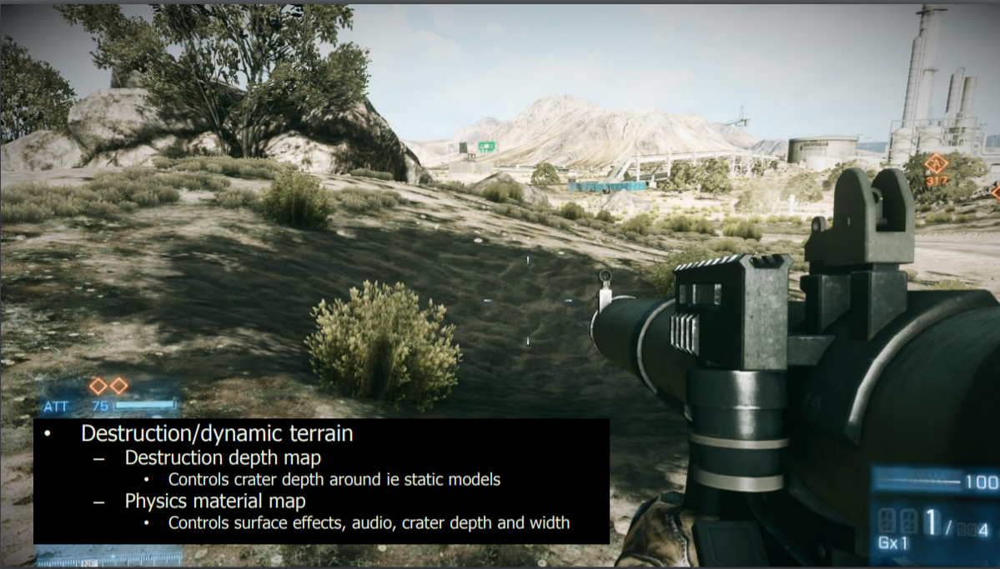 A
317
ATT 75
• Destruction/dynamic terrain
– Destruction depth map
• Controls crater depth around ie static models
– Physics material map
• Controls surface effects, audio, crater depth and width
100
1 / 4
Gx1
NE